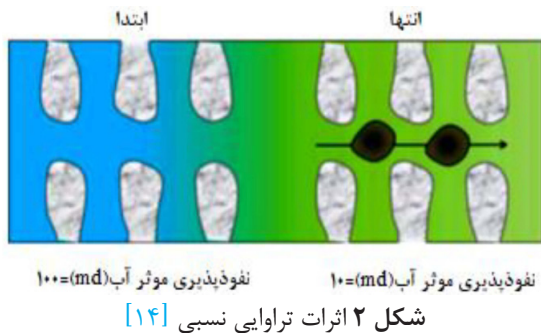 انتها ابتدا
نفوذپذیری موثر آب(md)=۱۰ نفوذپذیری موثر آب(md)=۱۰۰
شکل ۲ اثرات تراوایی نسبی [۱۴]